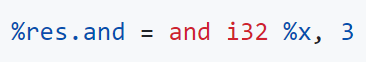 %res.and = and i32 %x, 3